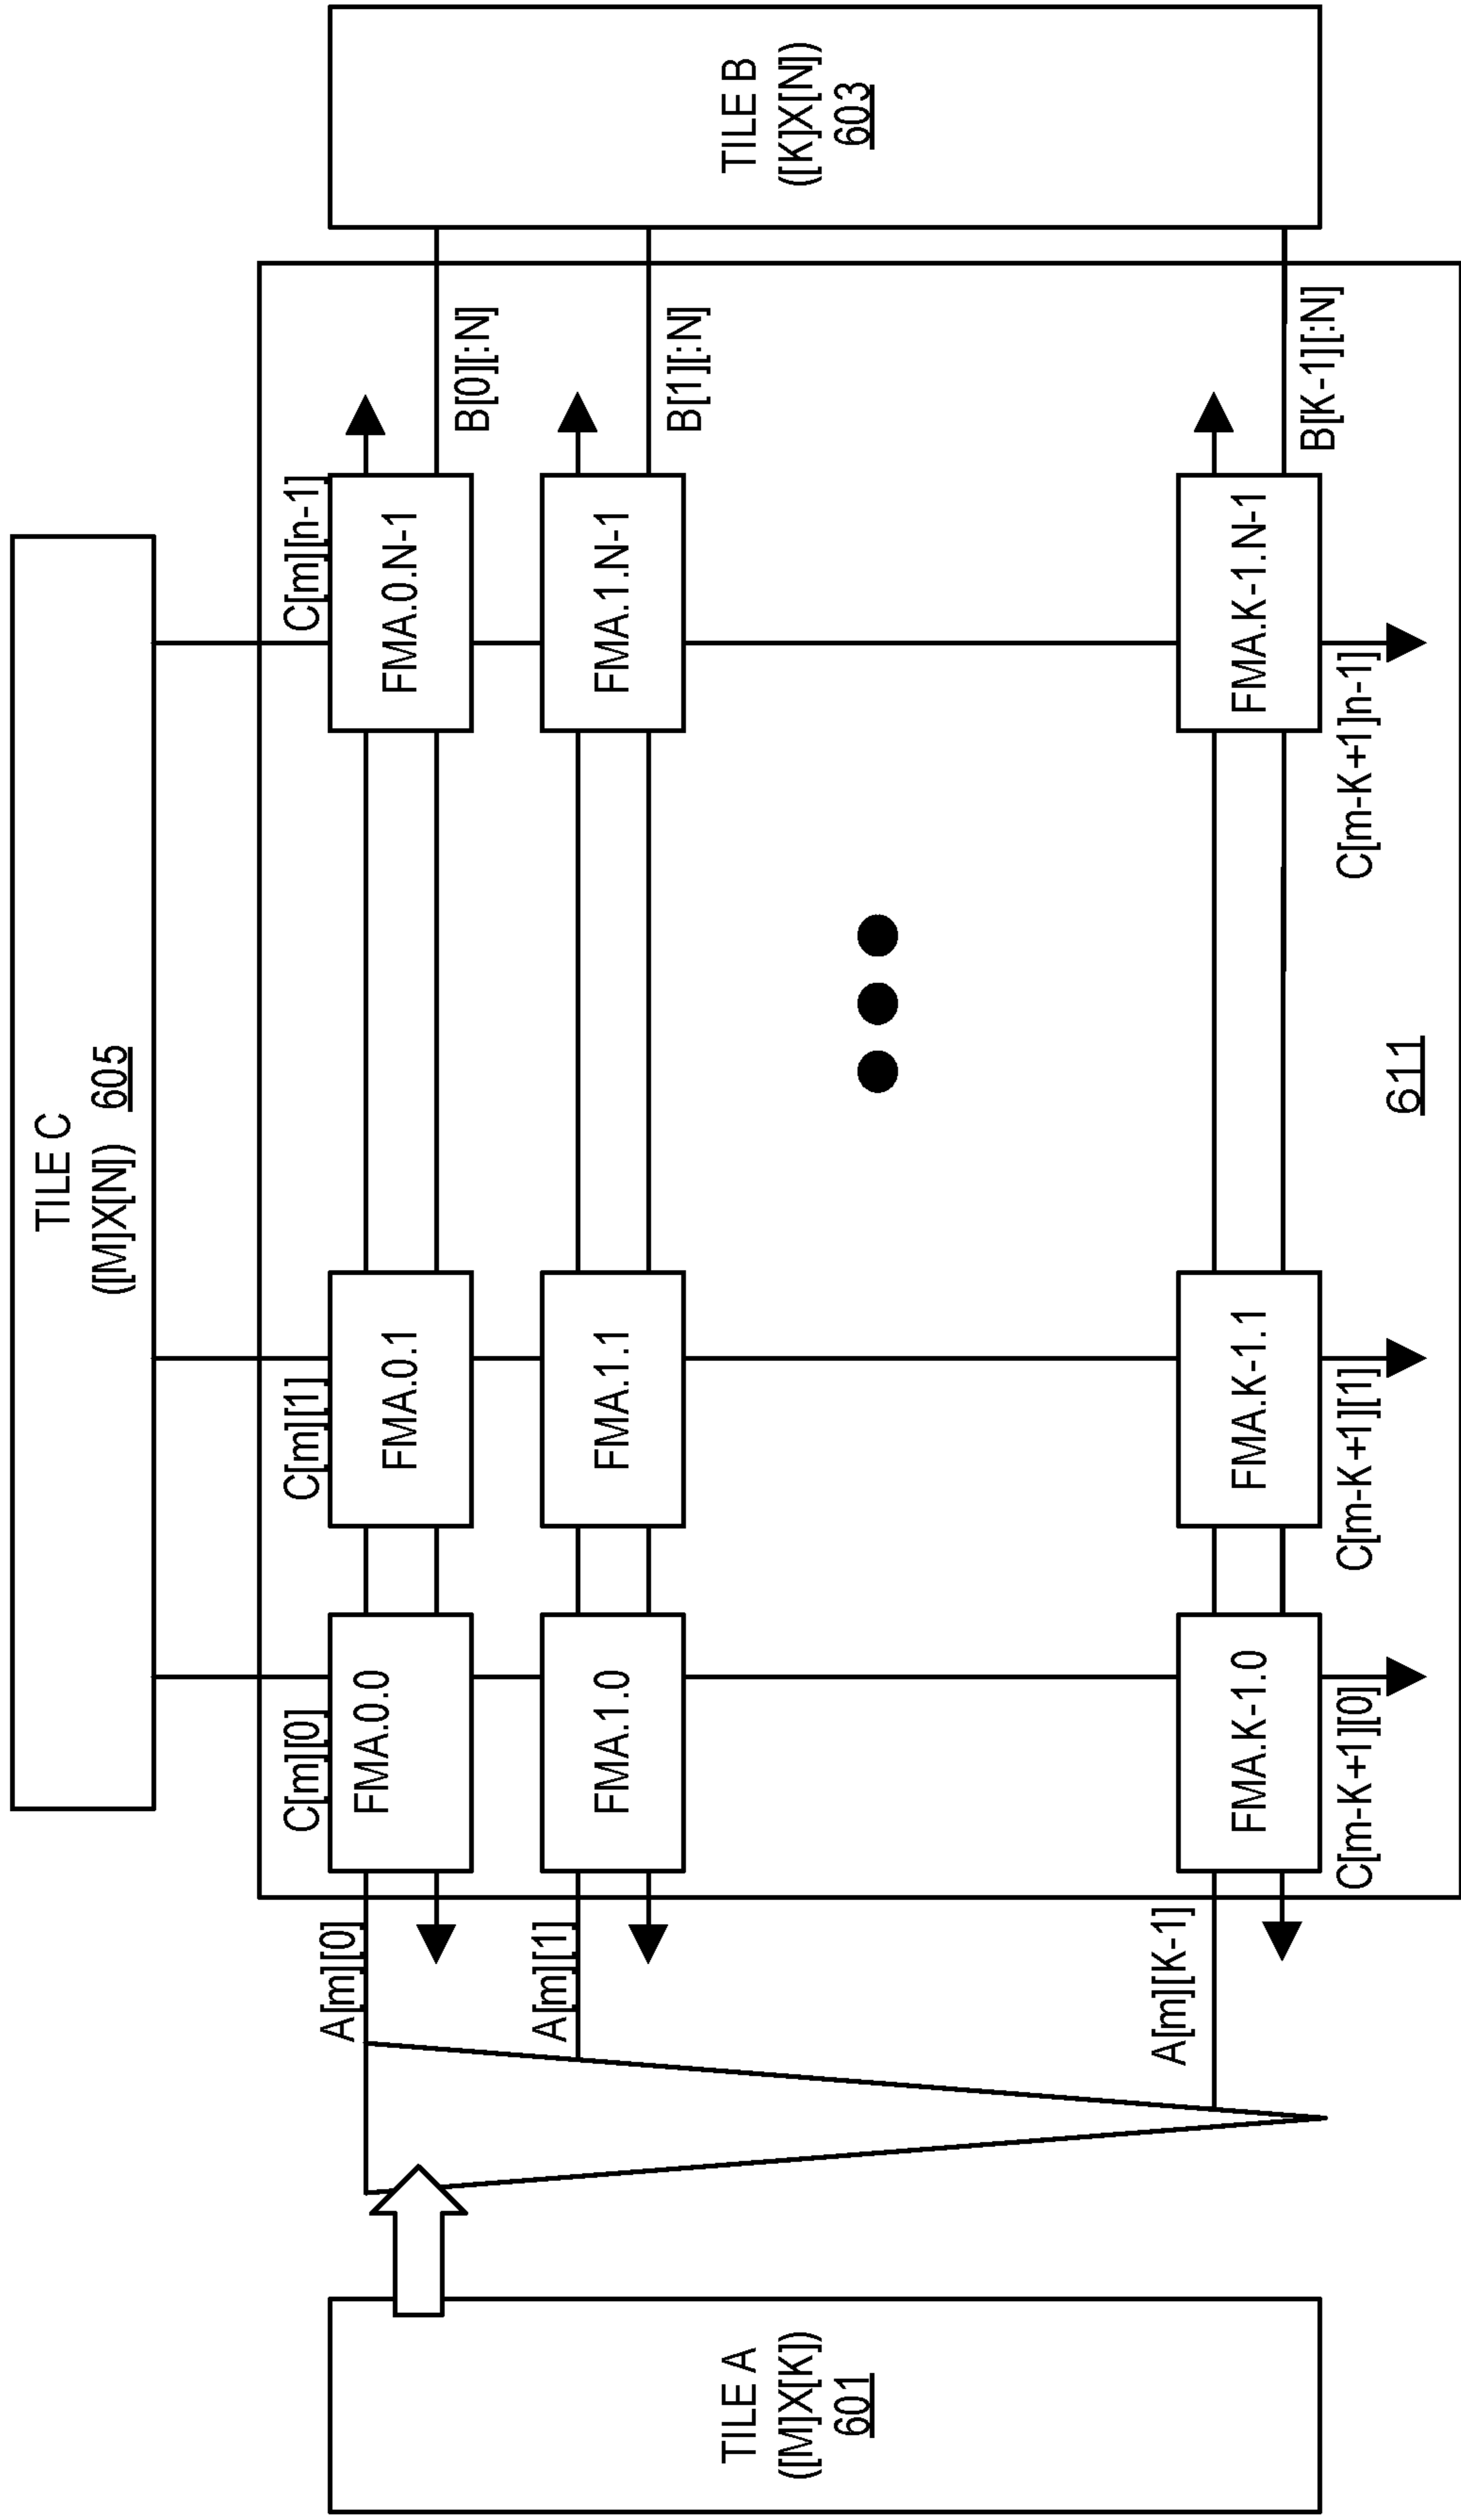 TILE C
([M]X[N]) 605
C[m][0]
C[m][1]
C[m][n-1]
A[m][0]
FMA.0.0
FMA.0.1
FMA.0.N-1
B[0][:N]
A[m][1]
FMA.1.0
FMA.1.1
FMA.1.N-1
B[1][:N]
TILE A
([M]X[K])
601
TILE B
([K]X[N])
603
A[m][K-1]
FMA.K-1.0
FMA.K-1.1
FMA.K-1.N-1
B[K-1][:N]
C[m-K+1][0]
C[m-K+1][1]
C[m-K+1]n-1]
611